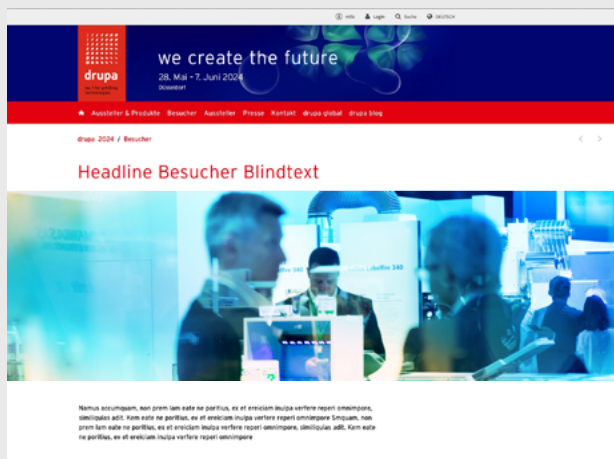 Hilfe Login Suche DEUTSCH
drupa
we create the future
28. Mai – 7. Juni 2024
Düsseldorf
Aussteller & Produkte Besucher Aussteller Presse Kontakt drupa global drupa blog
drupa 2024 / Besucher
Headline Besucher Blindtext
Labelfire 340
Namus accumquam, non prem lam eate ne poritius, ex et ereiciam inulpa verfere reperi omnimpore,
similiquias adit. Kem eate ne poritius, ex et ereiciam inulpa verfere reperi omnimpore Smquam, non
prem lam eate ne poritius, ex et ereiciam inulpa verfere reperi omnimpore, similiquias adit. Kem eate
ne poritius, ex et ereiciam inulpa verfere reperi omnimpore